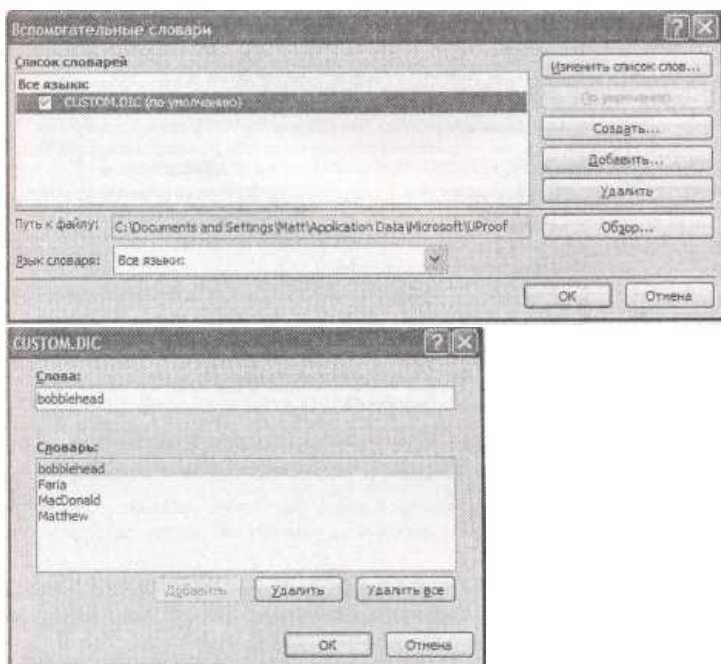 Вспомогательные словари
Список словарей
Все языки:
CUSTOM.DIC (по умолчанию)
Изменить список слов...
По умолчанию
Создать...
Добавить...
Удалить
Путь к файлу: C:\Documents and Settings\Matt\Application Data\Microsoft\UProof
Обзор...
Язык словаря: Все языки:
ОК Отмена
CUSTOM.DIC
Слова:
bobblehead
Словарь:
bobblehead
Faria
MacDonald
Matthew
Добавить Удалить Удалить все
ОК Отмена